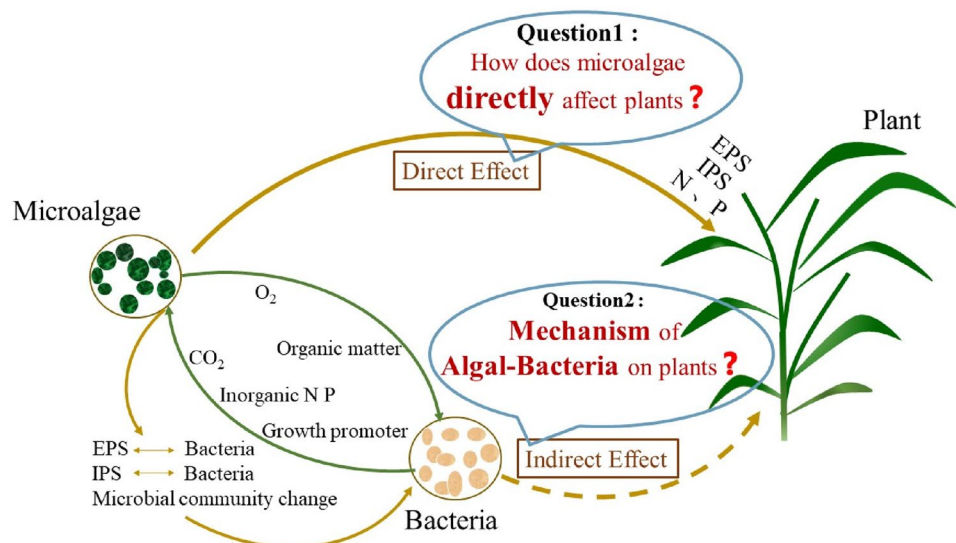 Question1 :
How does microalgae
directly affect plants ?
Plant
EPS
IPS
N、P
Direct Effect
Microalgae
O₂
Organic matter
CO₂
Inorganic N P
Growth promoter
Question2 :
Mechanism of
Algal-Bacteria on plants ?
Indirect Effect
EPS ↔ Bacteria
IPS ↔ Bacteria
Microbial community change
Bacteria